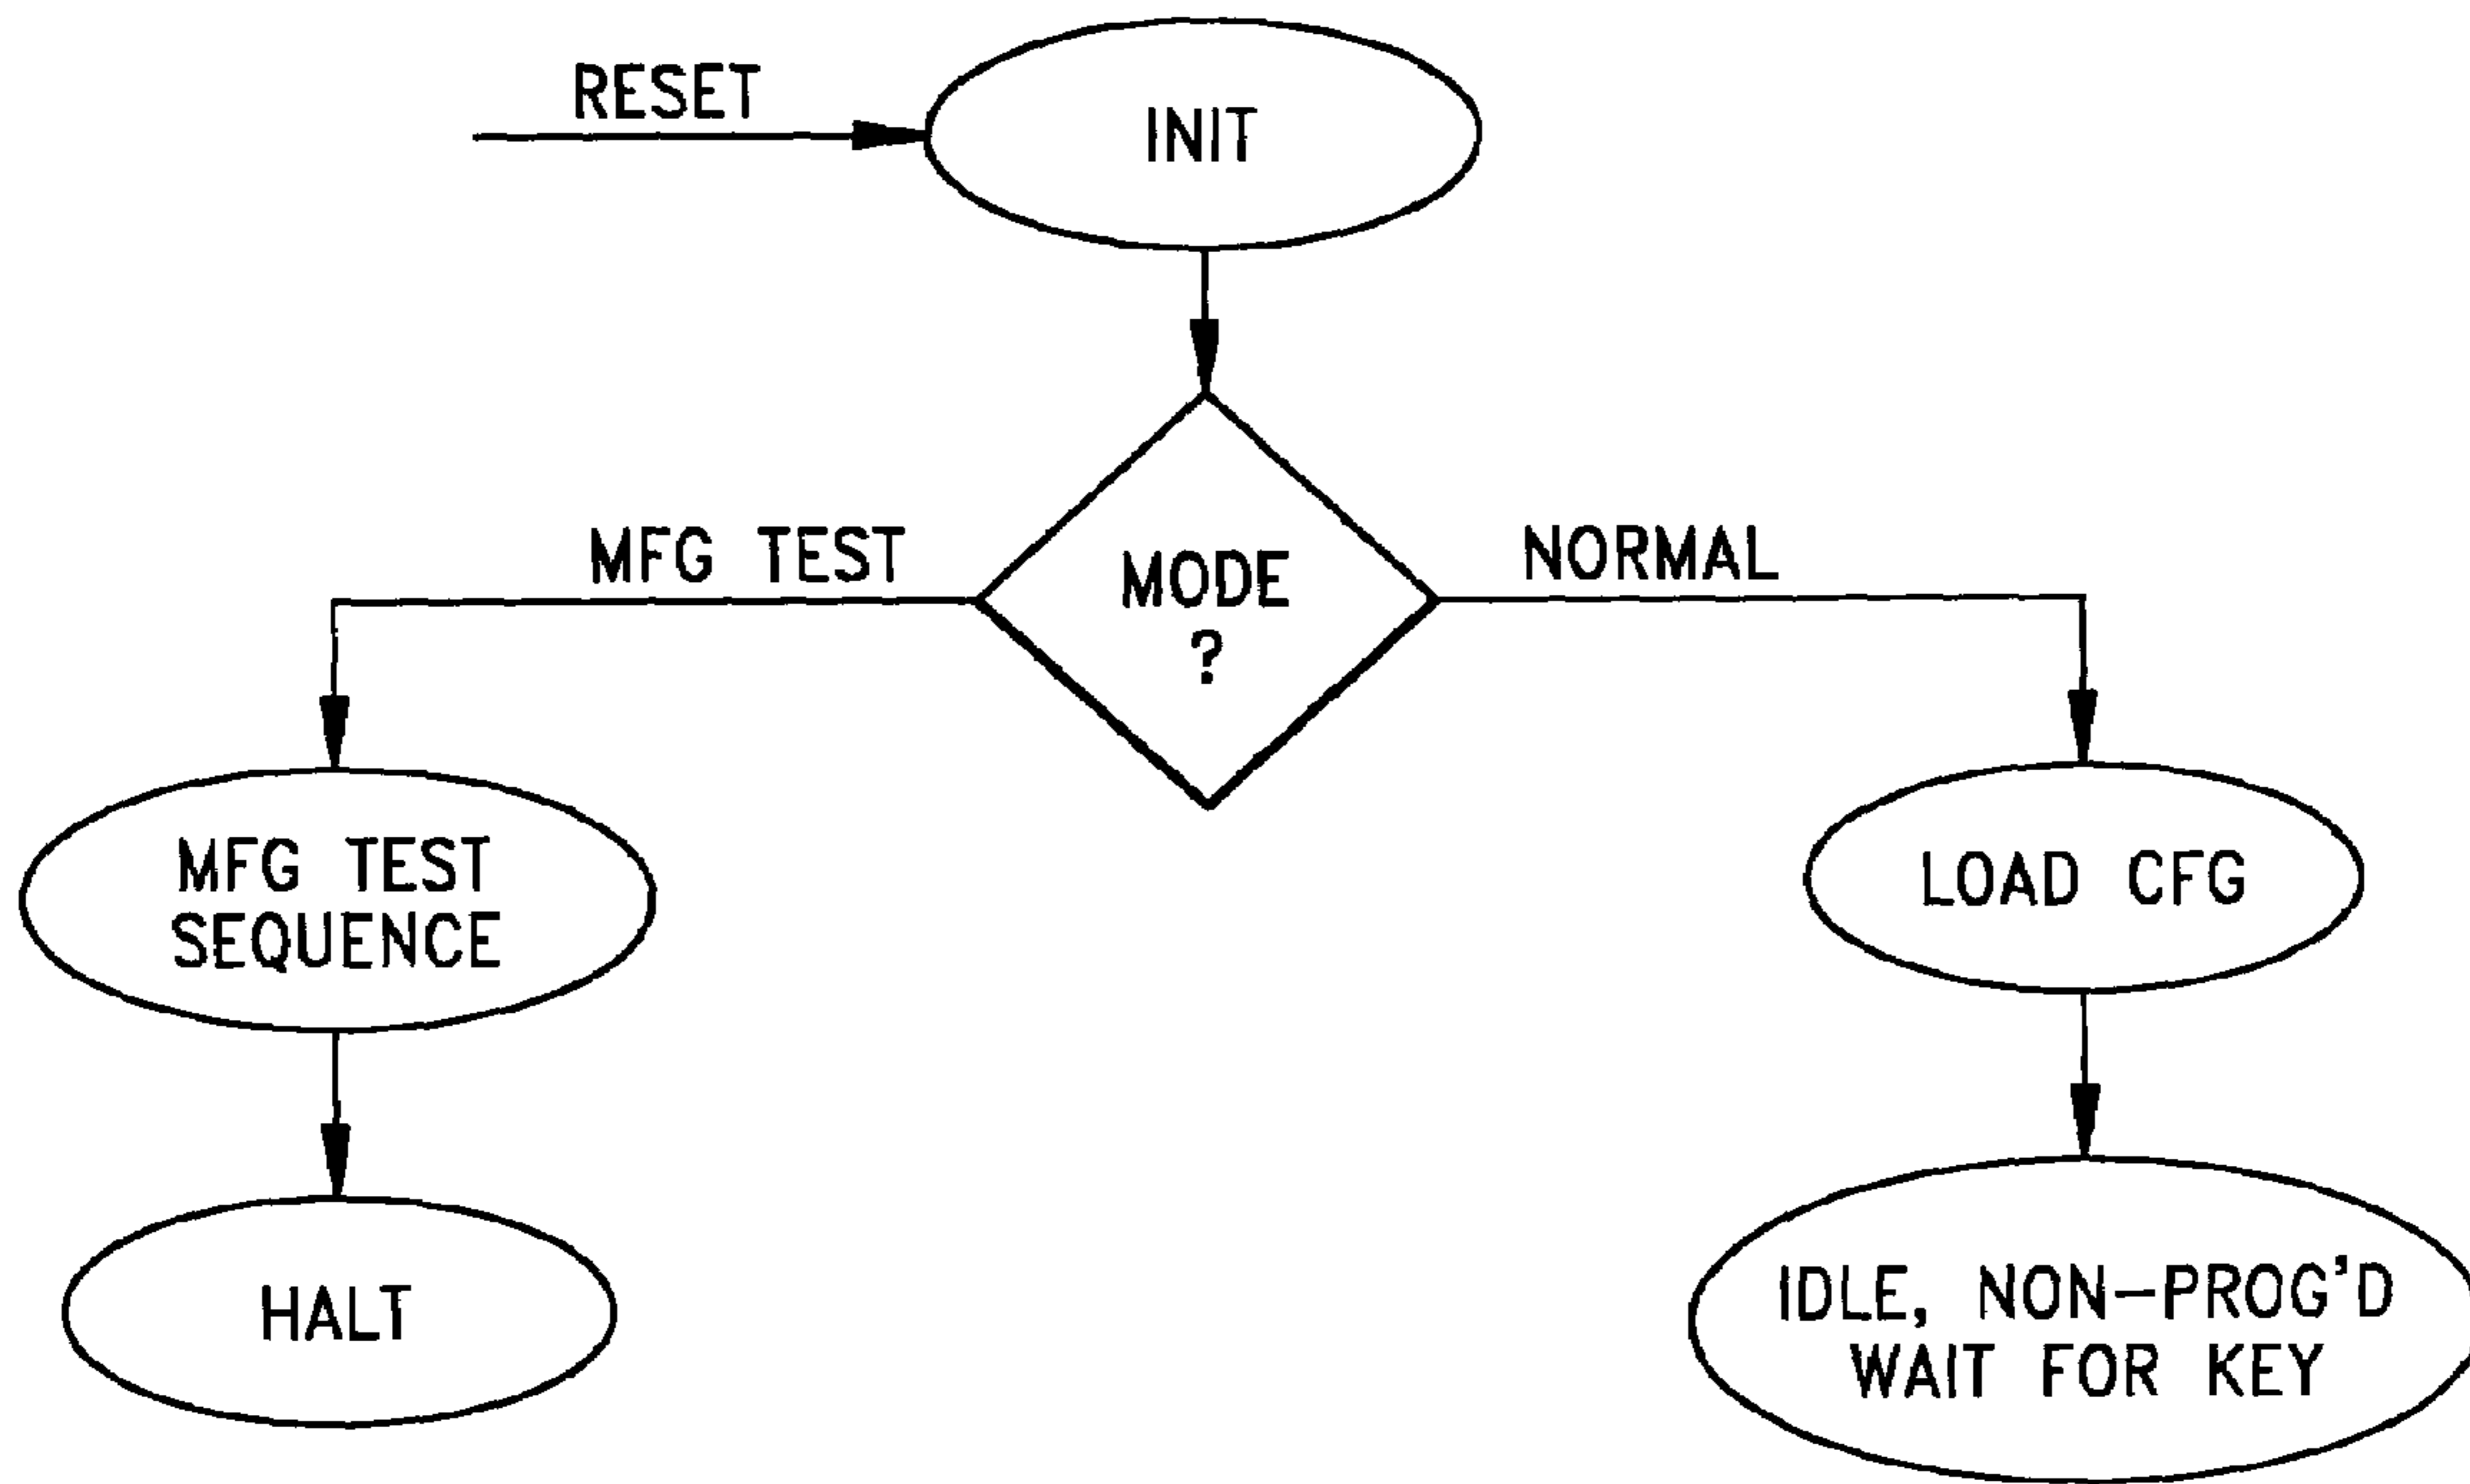 RESET
INIT
MFG TEST
MODE
?
NORMAL
MFG TEST
SEQUENCE
LOAD CFG
HALT
IDLE, NON-PROG'D
WAIT FOR KEY